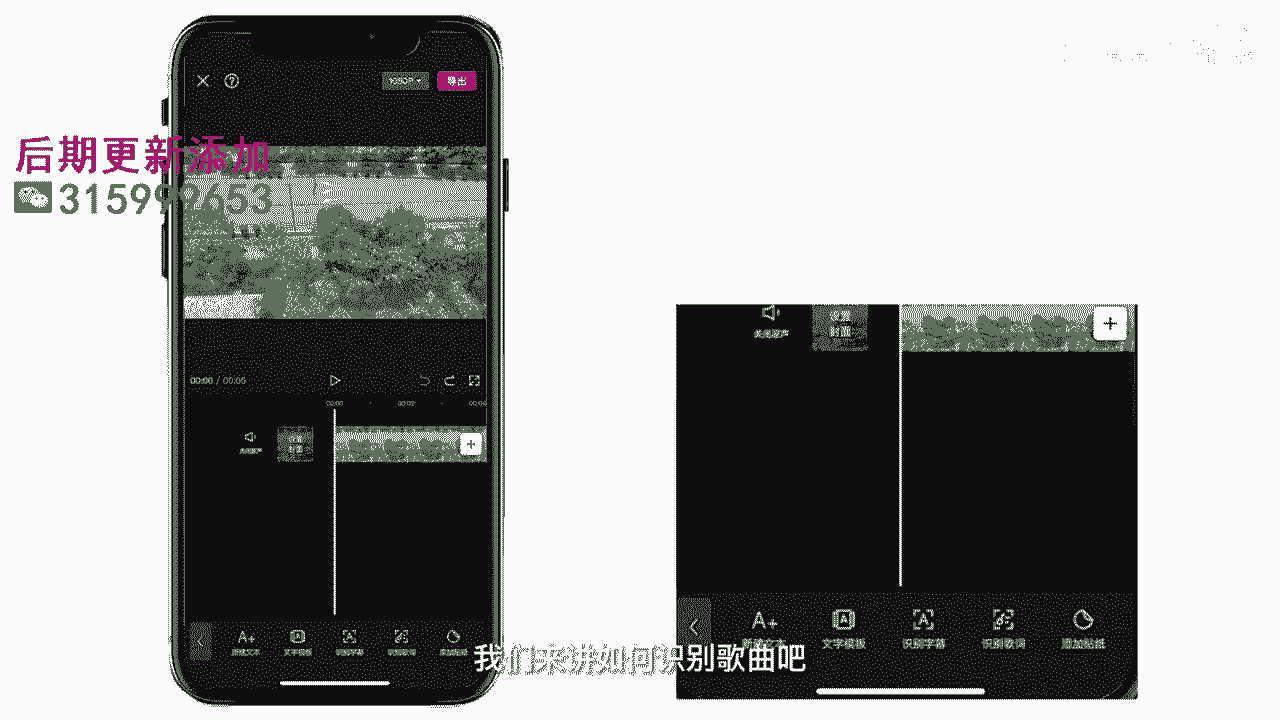 1080P
导出
后期更新添加
315999653
00:00 / 00:05
00:00
00:02
00:04
关闭原声
设置
封面
新建文本
文字模板
识别字幕
识别歌词
添加贴纸
关闭原声
设置
封面
新建文本
文字模板
识别字幕
识别歌词
添加贴纸
我们来讲如何识别歌曲吧